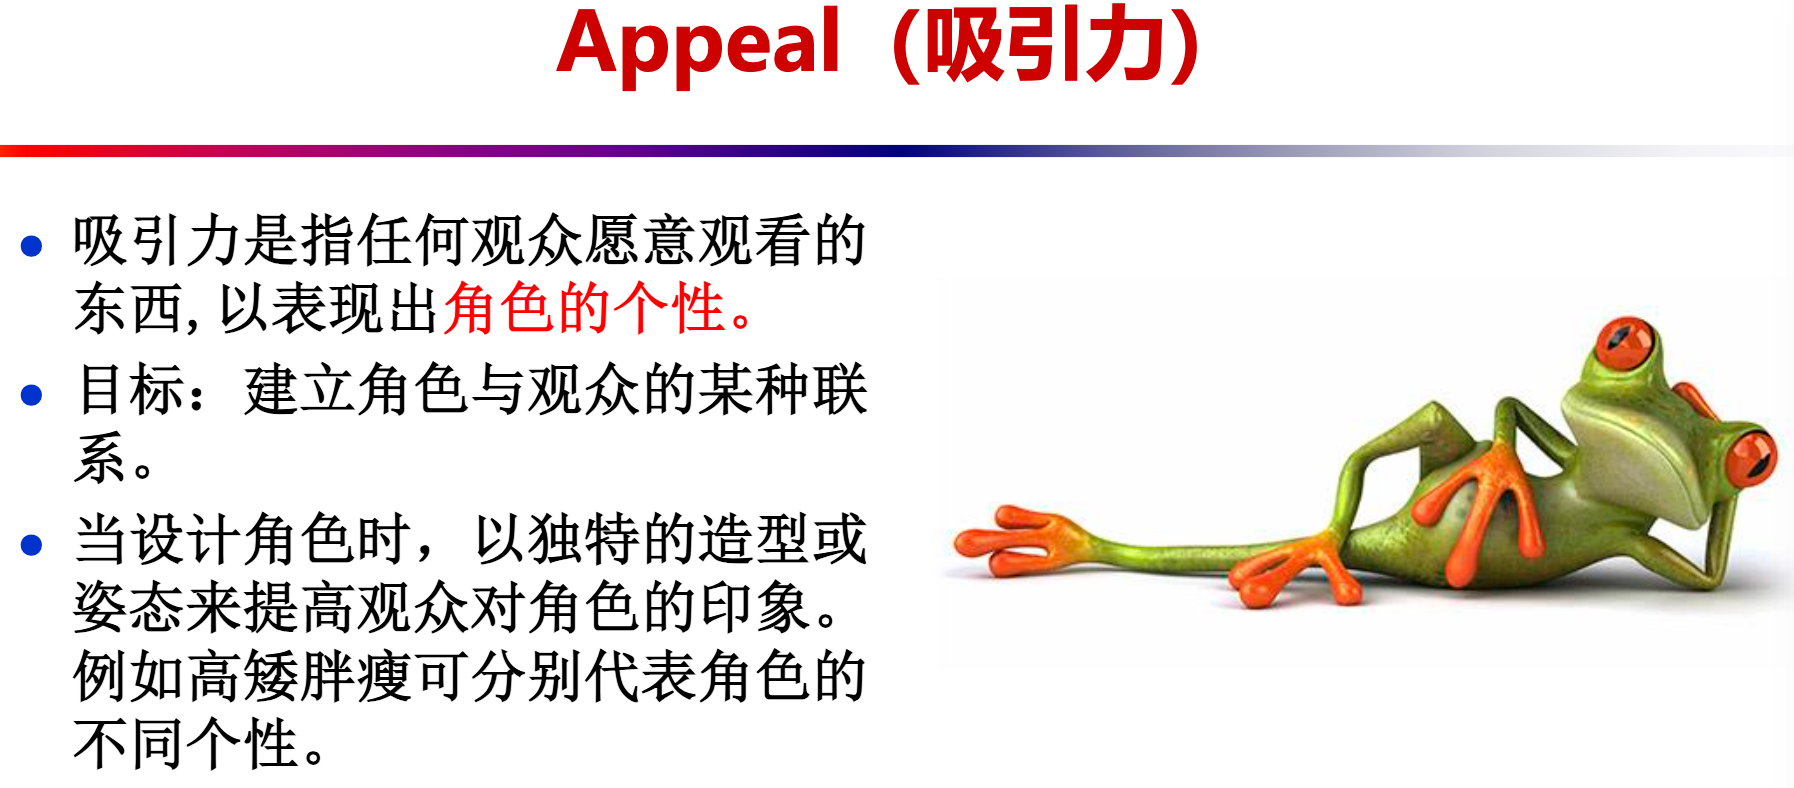 Appeal（吸引力）
吸引力是指任何观众愿意观看的
东西,以表现出角色的个性。
目标：建立角色与观众的某种联
系。
当设计角色时，以独特的造型或
姿态来提高观众对角色的印象。
例如高矮胖瘦可分别代表角色的
不同个性。